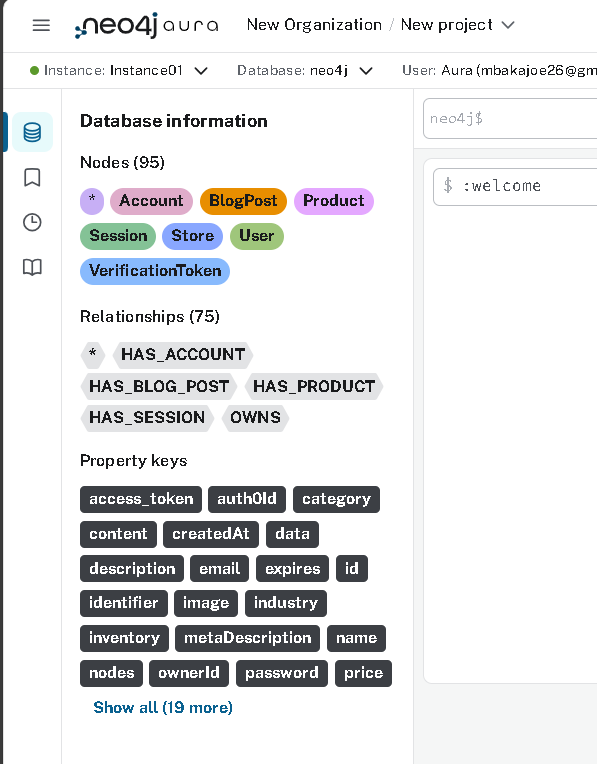 neo4j aura New Organization / New project
Instance: Instance01 Database: neo4j User: Aura (mbakajoe26@gm
Database information
neo4j$
Nodes (95)
$ :welcome
* Account BlogPost Product
Session Store User
VerificationToken
Relationships (75)
* HAS_ACCOUNT
HAS_BLOG_POST HAS_PRODUCT
HAS_SESSION OWNS
Property keys
access_token auth0Id category
content createdAt data
description email expires id
identifier image industry
inventory metaDescription name
nodes ownerId password price
Show all (19 more)